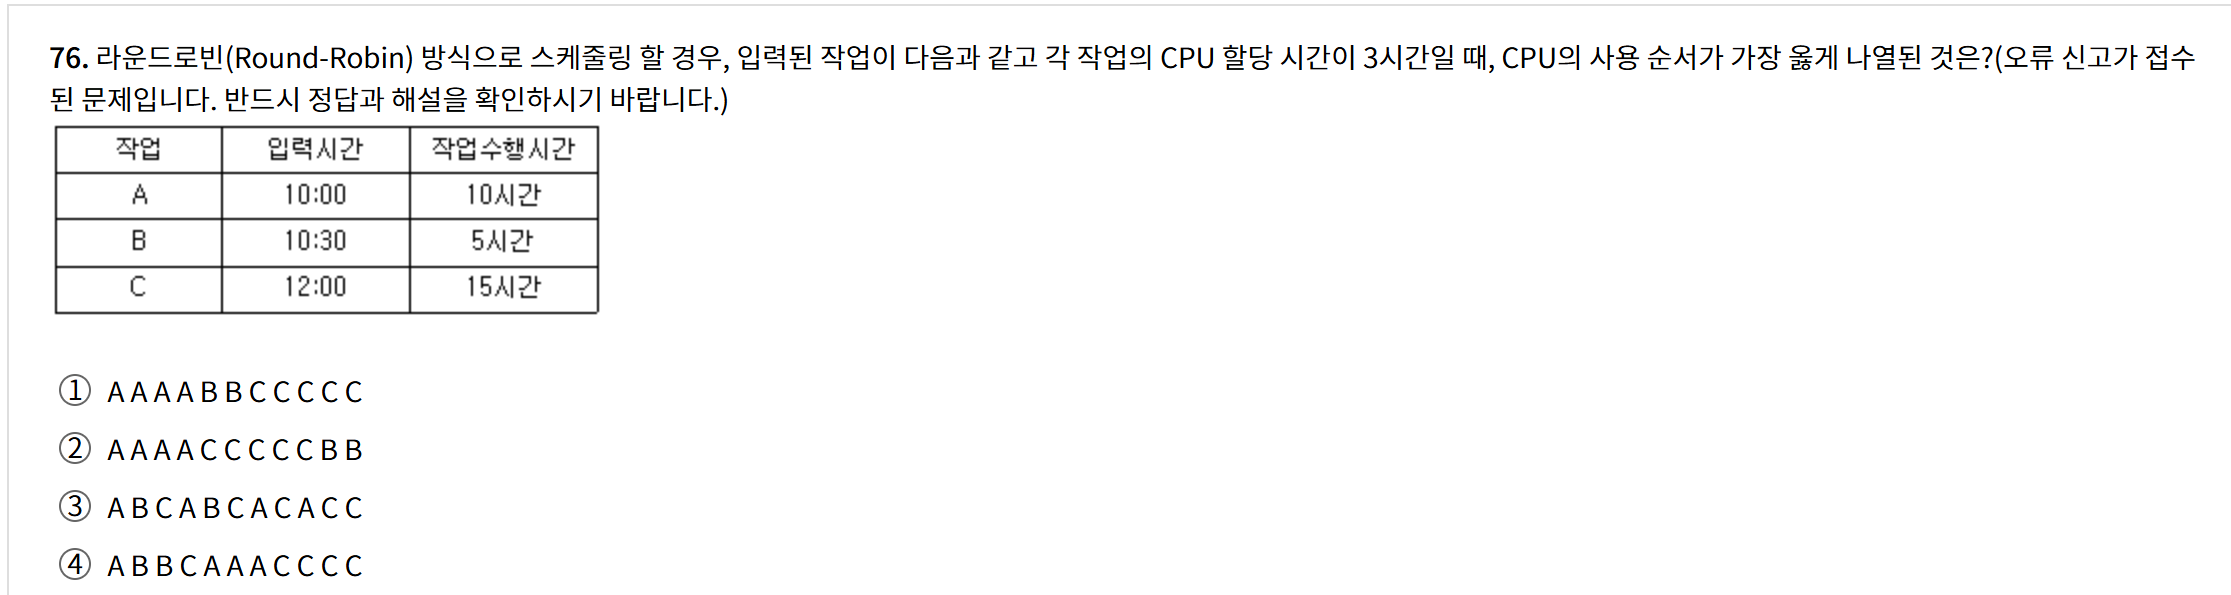 76. 라운드로빈(Round-Robin) 방식으로 스케줄링 할 경우, 입력된 작업이 다음과 같고 각 작업의 CPU 할당 시간이 3시간일 때, CPU의 사용 순서가 가장 옳게 나열된 것은?(오류 신고가 접수
된 문제입니다. 반드시 정답과 해설을 확인하시기 바랍니다.)
작업 입력시간 작업수행시간
A 10:00 10시간
B 10:30 5시간
C 12:00 15시간
① A A A A B B C C C C C
② A A A A C C C C C B B
③ A B C A B C A C A C C
④ A B B C A A A C C C C